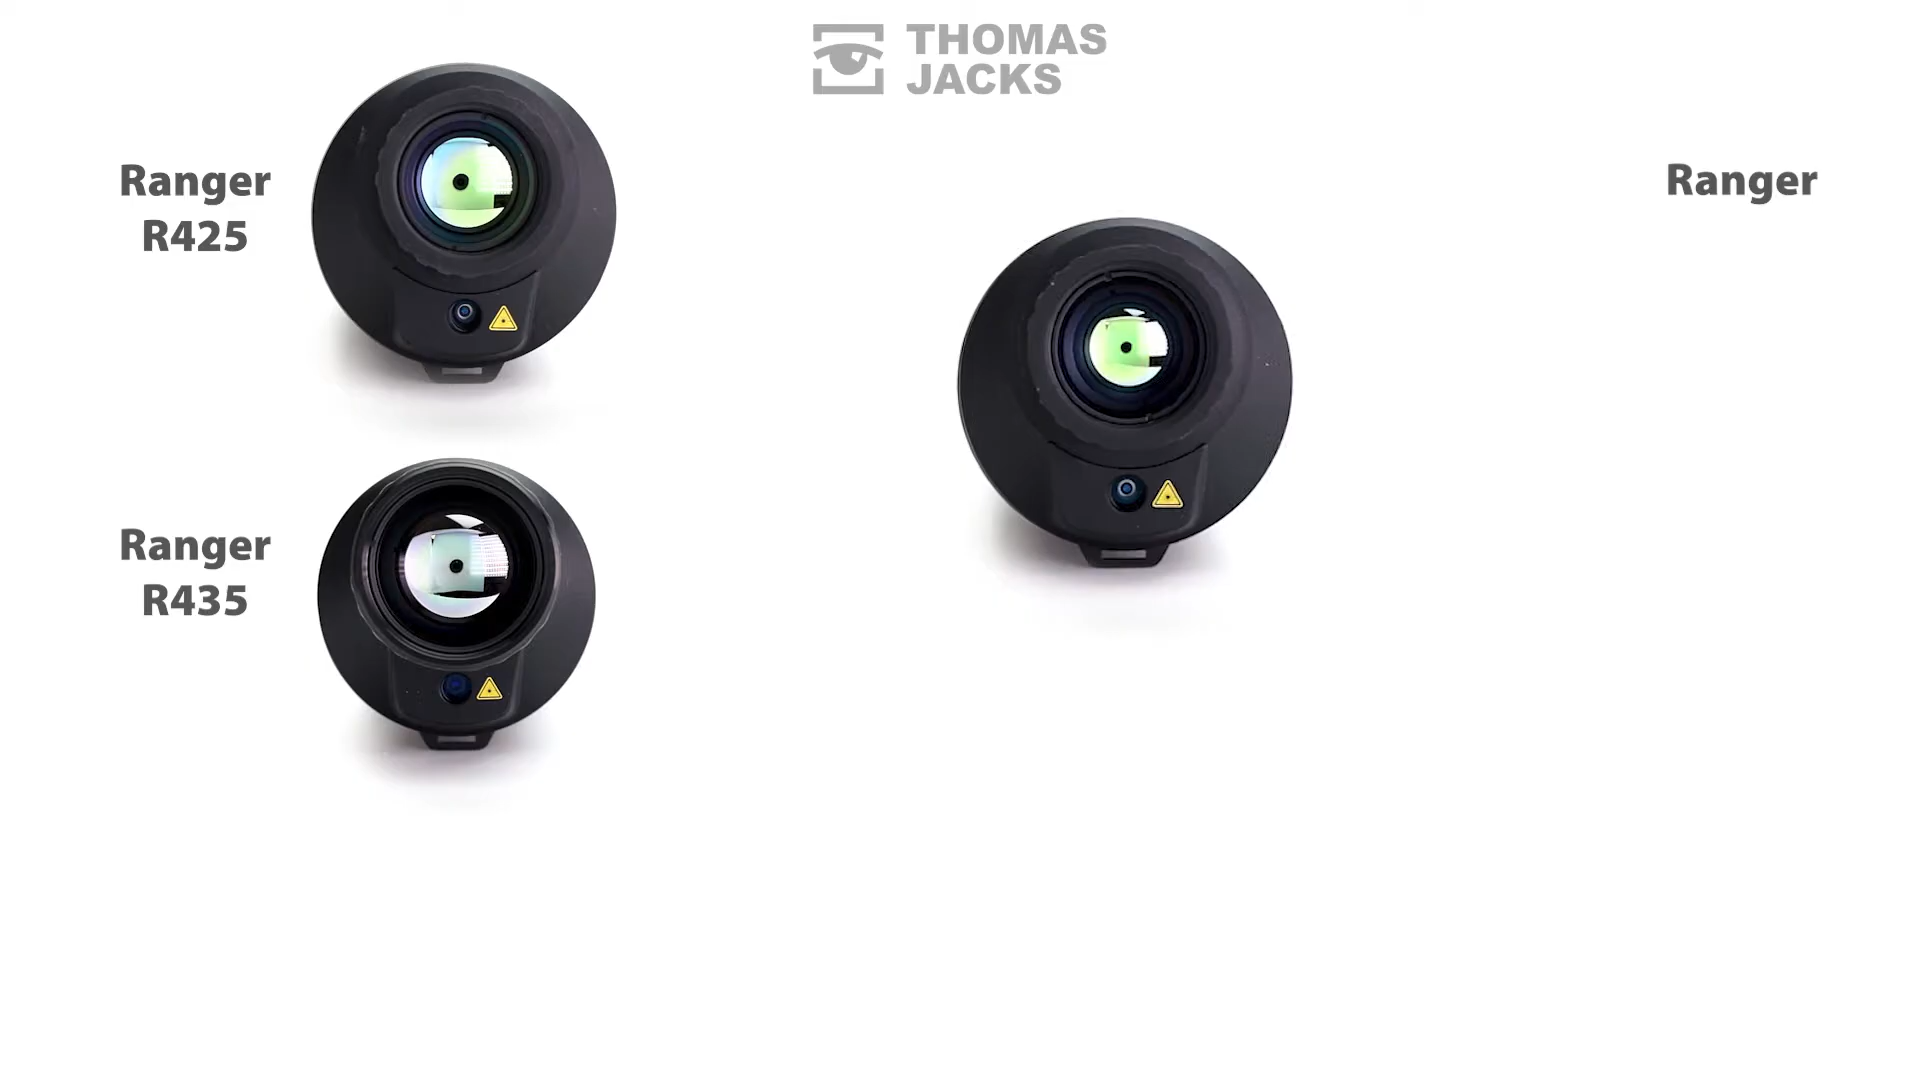 THOMAS
JACKS
Ranger
R425
Ranger
R435
Ranger